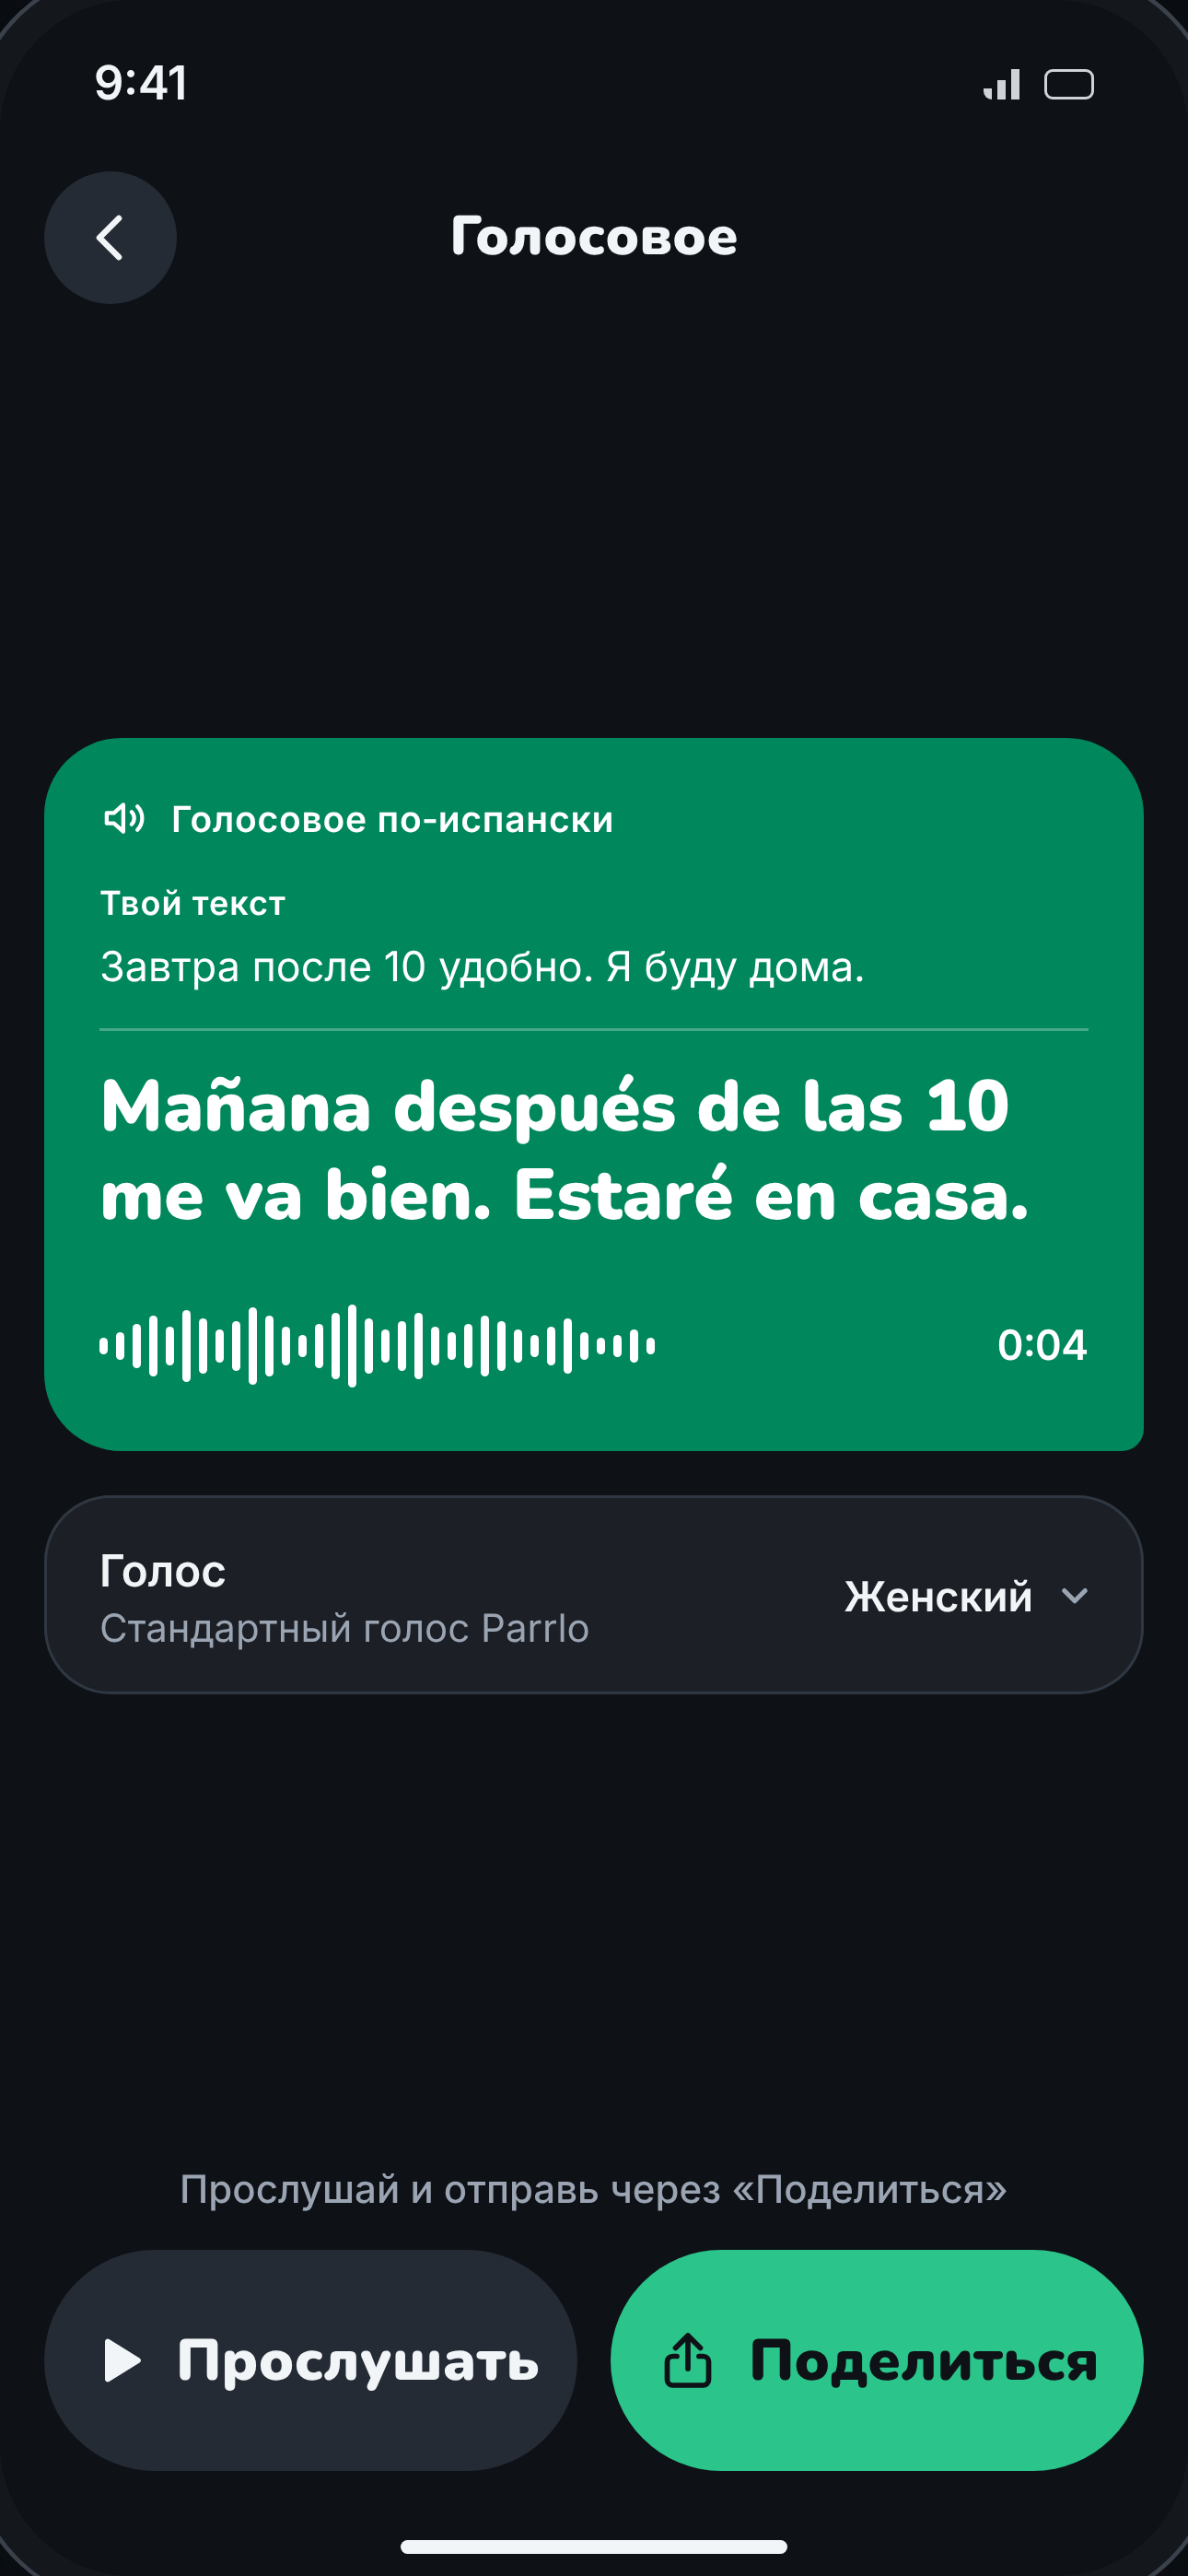 9:41
Голосовое
Голосовое по-испански
Твой текст
Завтра после 10 удобно. Я буду дома.
Mañana después de las 10
me va bien. Estaré en casa.
0:04
Голос
Стандартный голос Parrlo
Женский
Прослушай и отправь через «Поделиться»
Прослушать
Поделиться